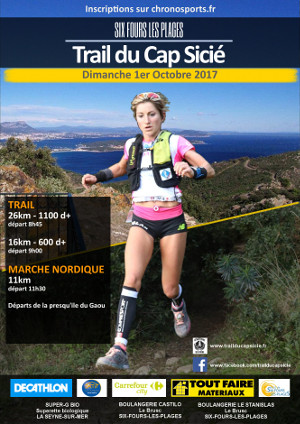 Inscriptions sur chronosports.fr
SIX FOURS LES PLAGES
Trail du Cap Sicié
Dimanche 1er Octobre 2017
TRAIL
26km - 1100 d+
départ 8h45
16km - 600 d+
départ 9h00
MARCHE NORDIQUE
11km
départ 11h30
Départs de la presqu'île du Gaou
www.trailducapsicie.fr
www.facebook.com/trailducapsicie
DECATHLON
Carrefour
city
TOUT FAIRE
MATERIAUX
SUPER-G BIO
Superette biologique
LA SEYNE-SUR-MER
BOULANGERIE CASTILO
Le Brusc
SIX-FOURS-LES-PLAGES
BOULANGERIE LE STANISLAS
Le Brusc
SIX-FOURS-LES-PLAGES